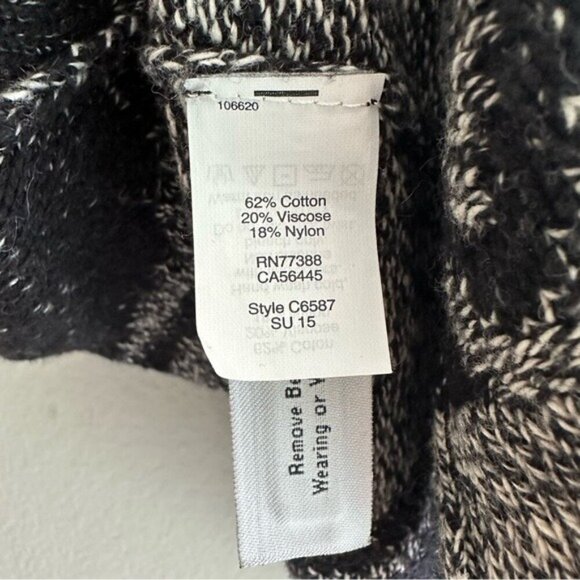 106620
62% Cotton
20% Viscose
18% Nylon
RN77388
CA56445
Style C6587
SU 15
Remove Be
Wearing or